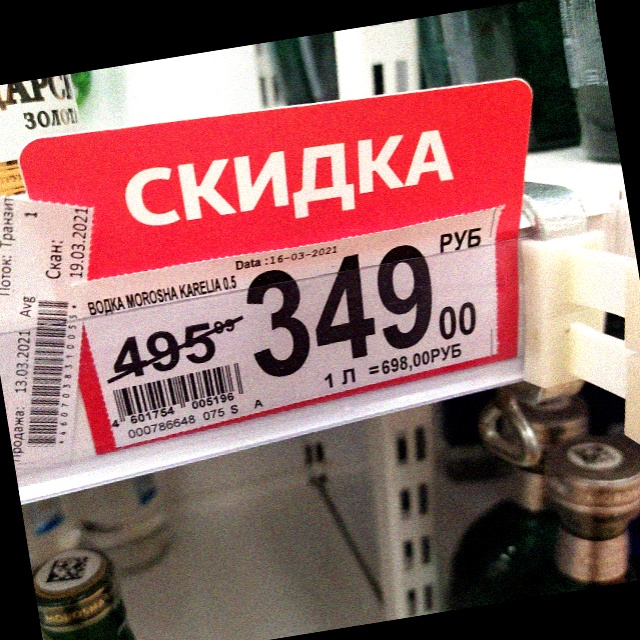 ЗОЛОТ
СКИДКА
Data :16-03-2021
ВОДКА MOROSHA KARELIA 0.5
РУБ
495
349 00
1 Л =698,00РУБ
4 601754 005196
000786648 075 S A
Поток: Транзит 1
Скан: 19.03.2021
Avg
Продажа: 13.03.2021